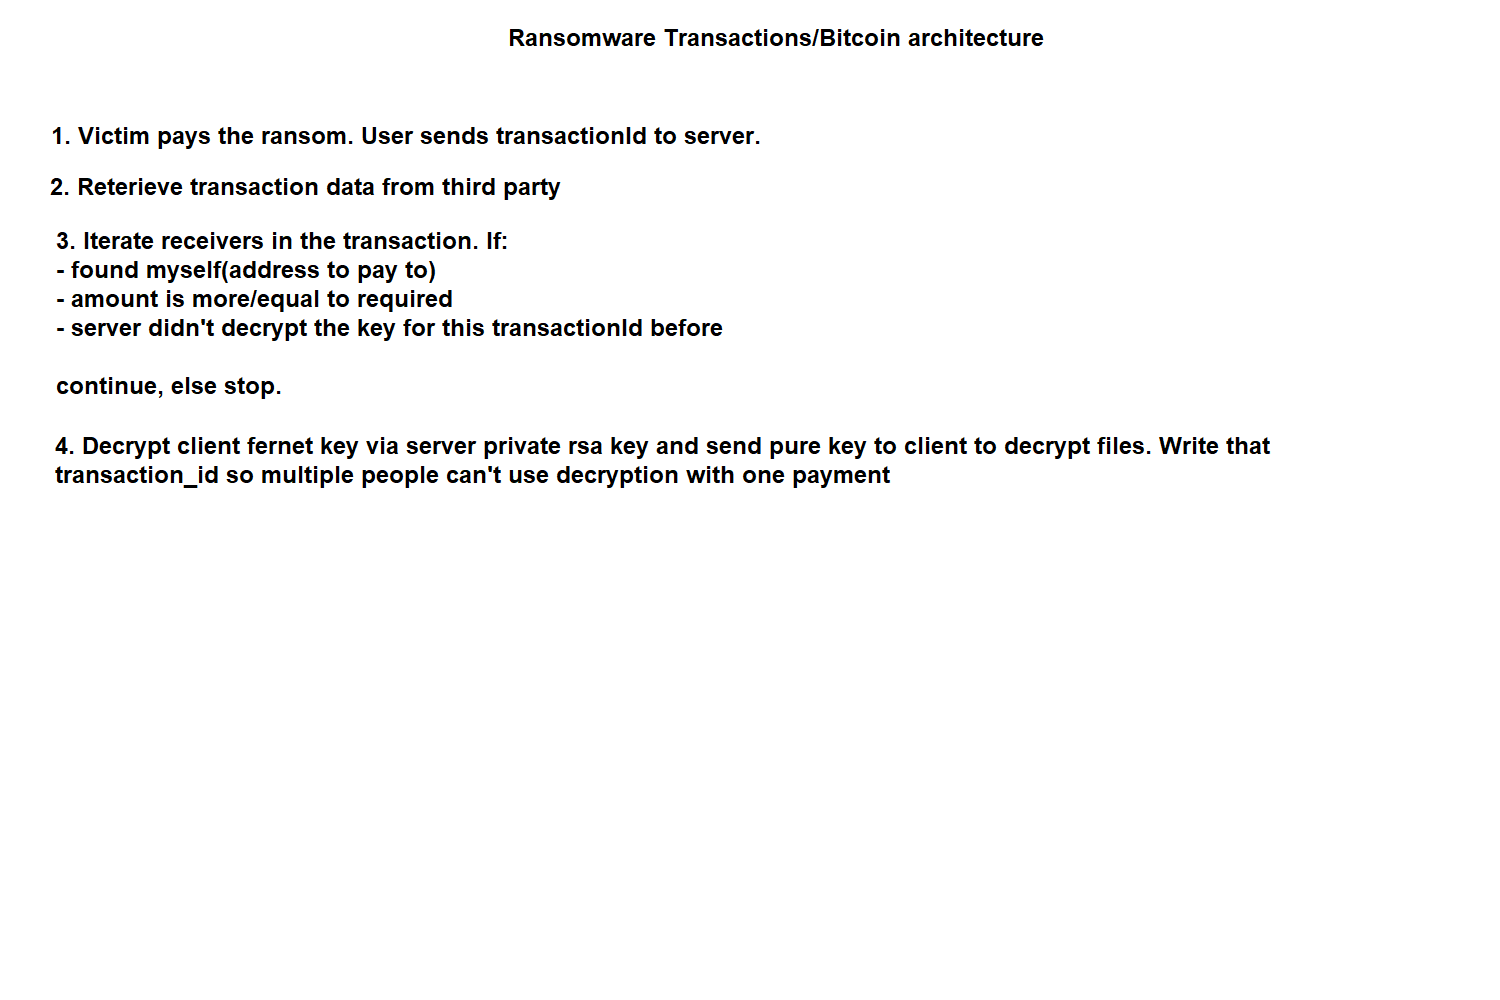 Ransomware Transactions/Bitcoin architecture
1. Victim pays the ransom. User sends transactionId to server.
2. Reterieve transaction data from third party
3. Iterate receivers in the transaction. If:
- found myself(address to pay to)
- amount is more/equal to required
- server didn't decrypt the key for this transactionId before
continue, else stop.
4. Decrypt client fernet key via server private rsa key and send pure key to client to decrypt files. Write that
transaction_id so multiple people can't use decryption with one payment